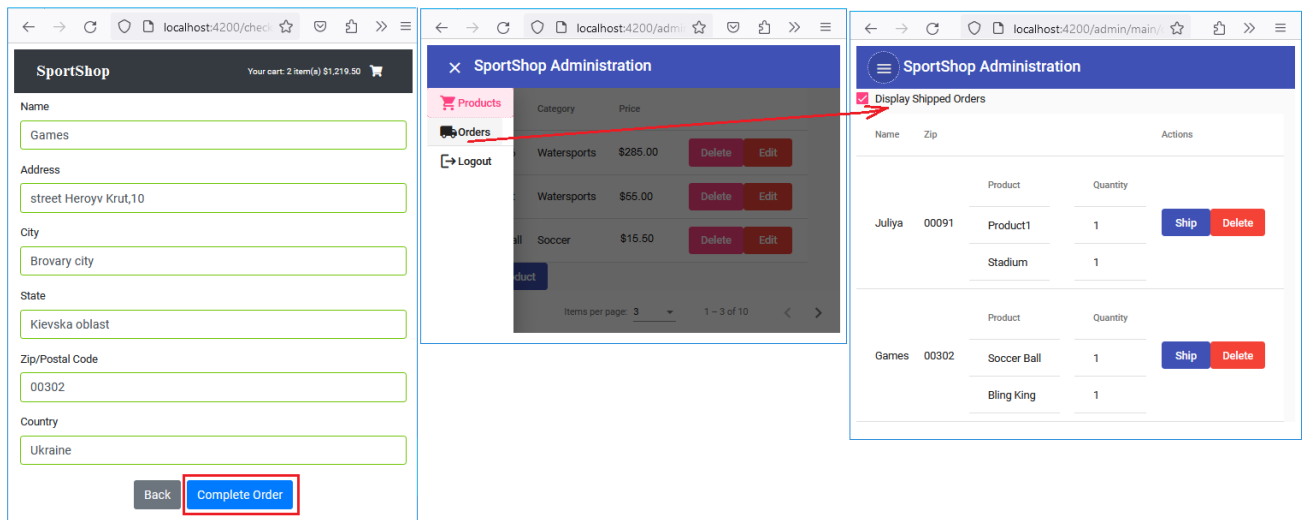 localhost:4200/check
SportShop
Your cart: 2 item(s) $1,219.50
Name
Games
Address
street Heroyv Krut,10
City
Brovary city
State
Kievska oblast
Zip/Postal Code
00302
Country
Ukraine
Back Complete Order
localhost:4200/admi
SportShop Administration
Products
Orders
Logout
Category Price
Watersports $285.00 Delete Edit
Watersports $55.00 Delete Edit
all Soccer $15.50 Delete Edit
duct
Items per page: 3 1 – 3 of 10
localhost:4200/admin/main/
SportShop Administration
Display Shipped Orders
Name Zip Actions
Product Quantity
Juliya 00091 Product1 1 Ship Delete
Stadium 1
Product Quantity
Games 00302 Soccer Ball 1 Ship Delete
Bling King 1